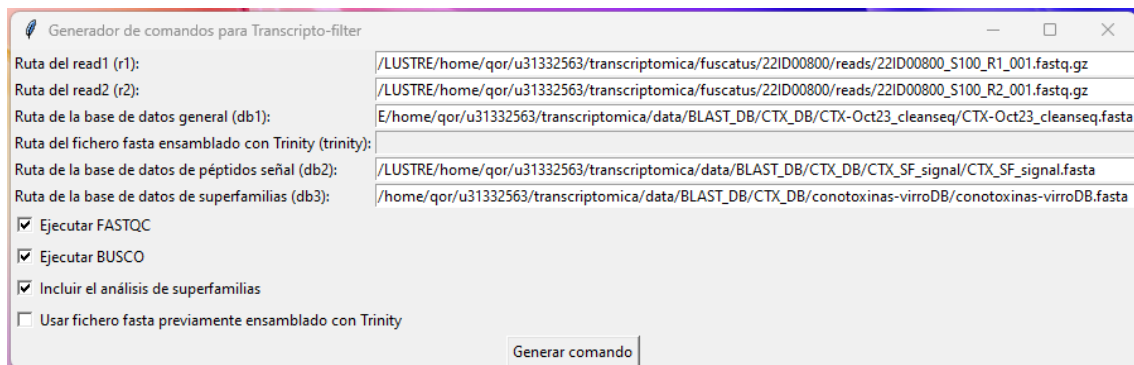 Generador de comandos para Transcripto-filter
Ruta del read1 (r1): /LUSTRE/home/qor/u31332563/transcriptomica/fuscatus/22ID00800/reads/22ID00800_S100_R1_001.fastq.gz
Ruta del read2 (r2): /LUSTRE/home/qor/u31332563/transcriptomica/fuscatus/22ID00800/reads/22ID00800_S100_R2_001.fastq.gz
Ruta de la base de datos general (db1): E/home/qor/u31332563/transcriptomica/data/BLAST_DB/CTX_DB/CTX-Oct23_cleanseq/CTX-Oct23_cleanseq.fasta
Ruta del fichero fasta ensamblado con Trinity (trinity):
Ruta de la base de datos de péptidos señal (db2): /LUSTRE/home/qor/u31332563/transcriptomica/data/BLAST_DB/CTX_DB/CTX_SF_signal/CTX_SF_signal.fasta
Ruta de la base de datos de superfamilias (db3): /home/qor/u31332563/transcriptomica/data/BLAST_DB/CTX_DB/conotoxinas-virroDB/conotoxinas-virroDB.fasta
Ejecutar FASTQC
Ejecutar BUSCO
Incluir el análisis de superfamilias
Usar fichero fasta previamente ensamblado con Trinity
Generar comando